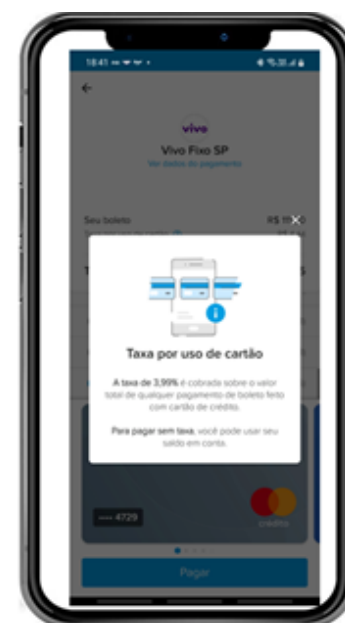 18:41
vivo
Vivo Fixo SP
Ver dados do pagamento
Seu boleto R$
Taxa por uso de cartão
A taxa de 3,99% é cobrada sobre o valor
total de qualquer pagamento de boleto feito
com cartão de crédito.
Para pagar sem taxa, você pode usar seu
saldo em conta.
4729
crédito
Pagar